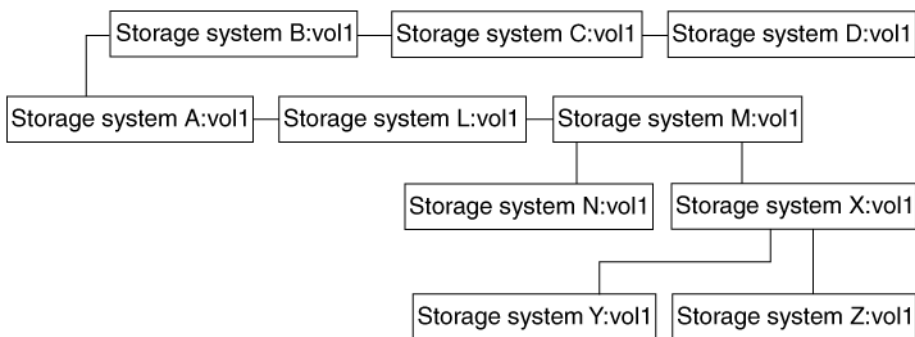 Storage system B:vol1
Storage system C:vol1
Storage system D:vol1
Storage system A:vol1
Storage system L:vol1
Storage system M:vol1
Storage system N:vol1
Storage system X:vol1
Storage system Y:vol1
Storage system Z:vol1